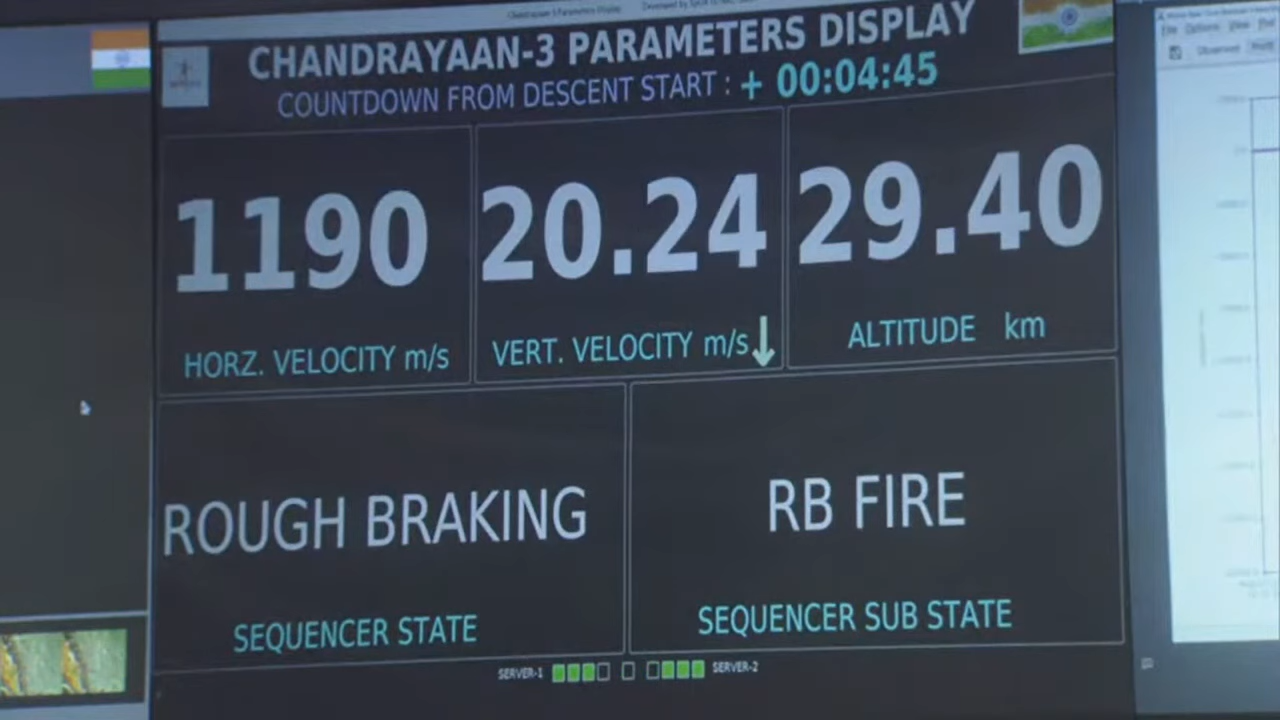 CHANDRAYAAN-3 PARAMETERS DISPLAY
COUNTDOWN FROM DESCENT START : + 00:04:45
1190
HORZ. VELOCITY m/s
20.24
VERT. VELOCITY m/s
29.40
ALTITUDE km
ROUGH BRAKING
SEQUENCER STATE
RB FIRE
SEQUENCER SUB STATE
SERVER-1
SERVER-2